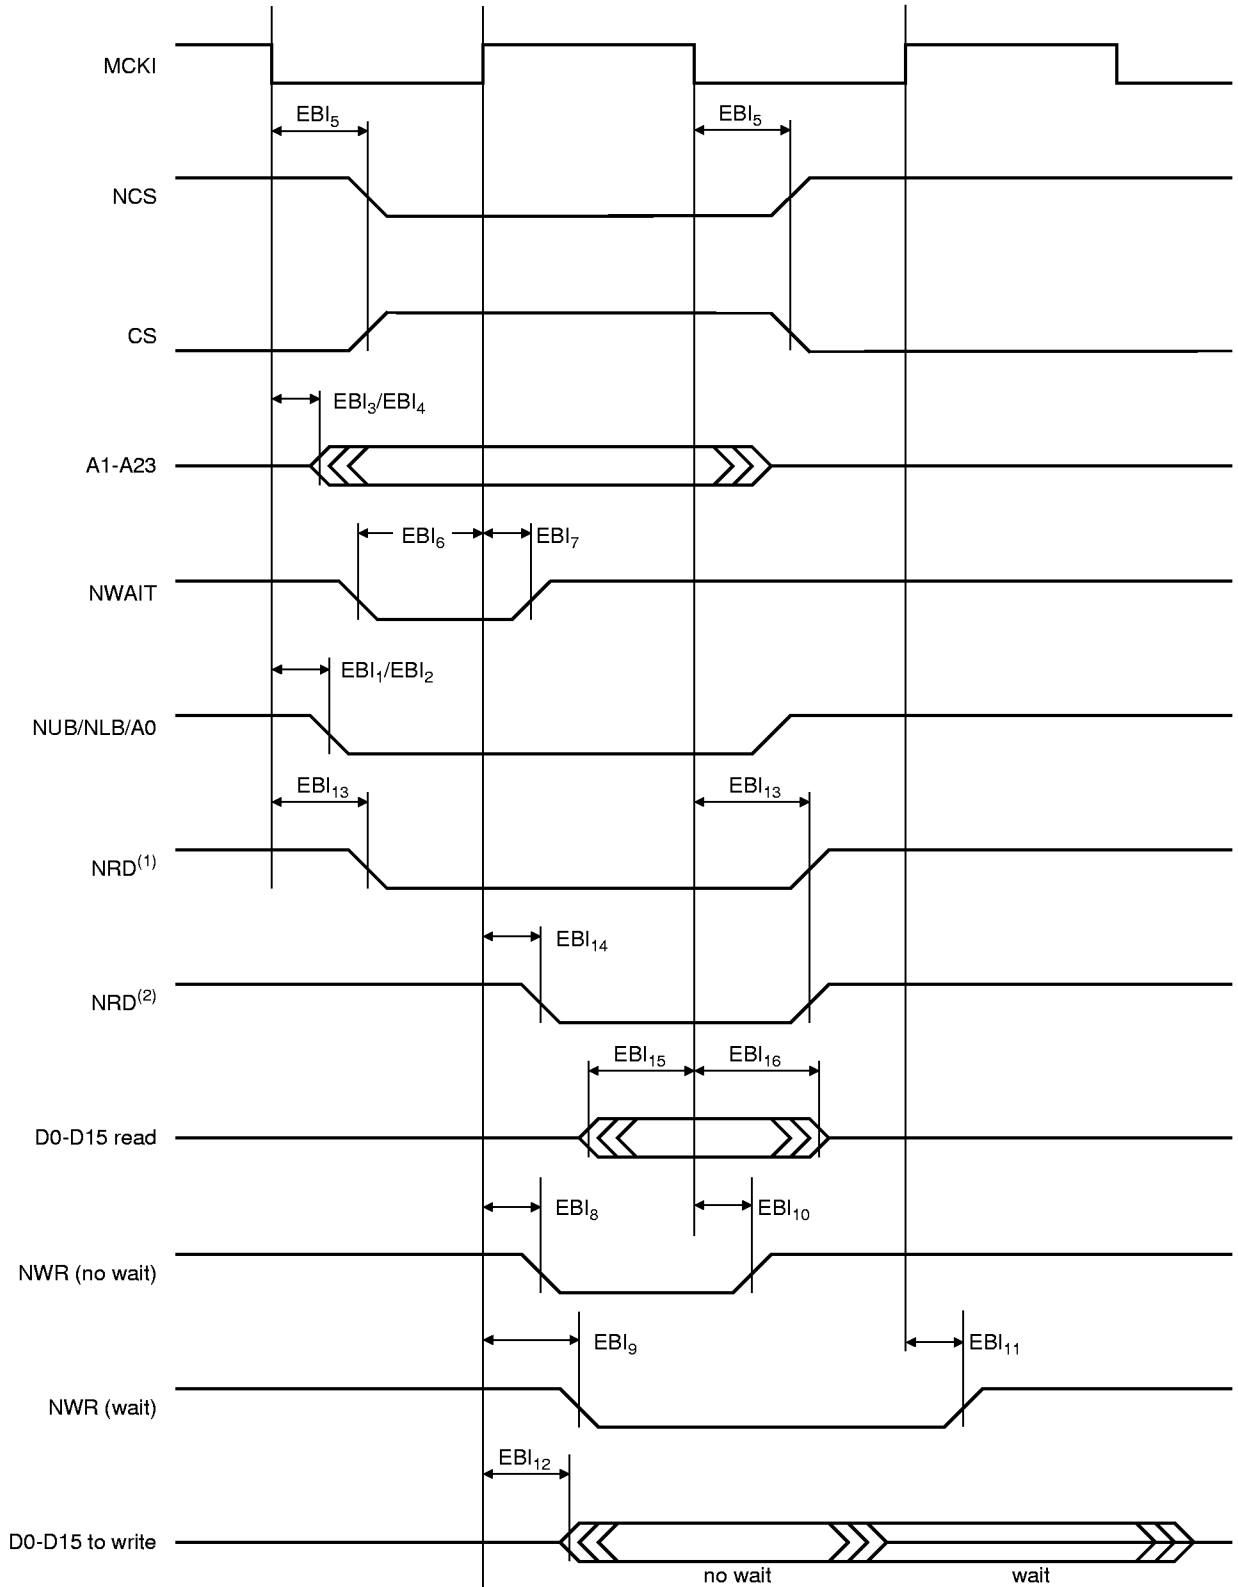 MCKI
EBI5 EBI5
NCS
CS
EBI3/EBI4
A1-A23
EBI6 EBI7
NWAIT
EBI1/EBI2
NUB/NLB/A0
EBI13 EBI13
NRD(1)
EBI14
NRD(2)
EBI15 EBI16
D0-D15 read
EBI8 EBI10
NWR (no wait)
EBI9 EBI11
NWR (wait)
EBI12
D0-D15 to write
no wait wait